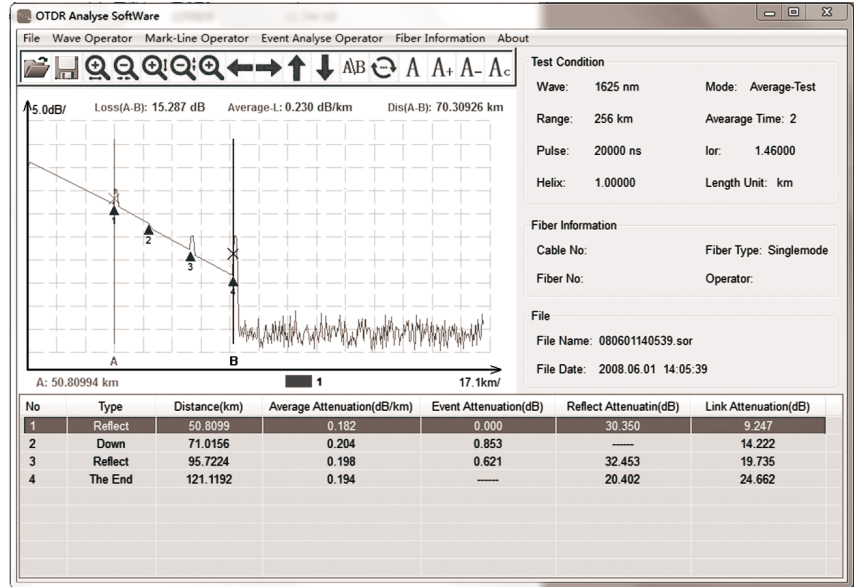 OTDR Analyse SoftWare
File Wave Operator Mark-Line Operator Event Analyse Operator Fiber Information About
A\B A A+ A- Ac
5.0dB/ Loss(A-B): 15.287 dB Average-L: 0.230 dB/km Dis(A-B): 70.30926 km
1
2
3
4
A B
A: 50.80994 km 1 17.1km/
Test Condition
Wave: 1625 nm Mode: Average-Test
Range: 256 km Avearage Time: 2
Pulse: 20000 ns Ior: 1.46000
Helix: 1.00000 Length Unit: km
Fiber Information
Cable No: Fiber Type: Singlemode
Fiber No: Operator:
File
File Name: 080601140539.sor
File Date: 2008.06.01 14:05:39
No Type Distance(km) Average Attenuation(dB/km) Event Attenuation(dB) Reflect Attenuatin(dB) Link Attenuation(dB)
1 Reflect 50.8099 0.182 0.000 30.350 9.247
2 Down 71.0156 0.204 0.853 ------ 14.222
3 Reflect 95.7224 0.198 0.621 32.453 19.735
4 The End 121.1192 0.194 ------ 20.402 24.662